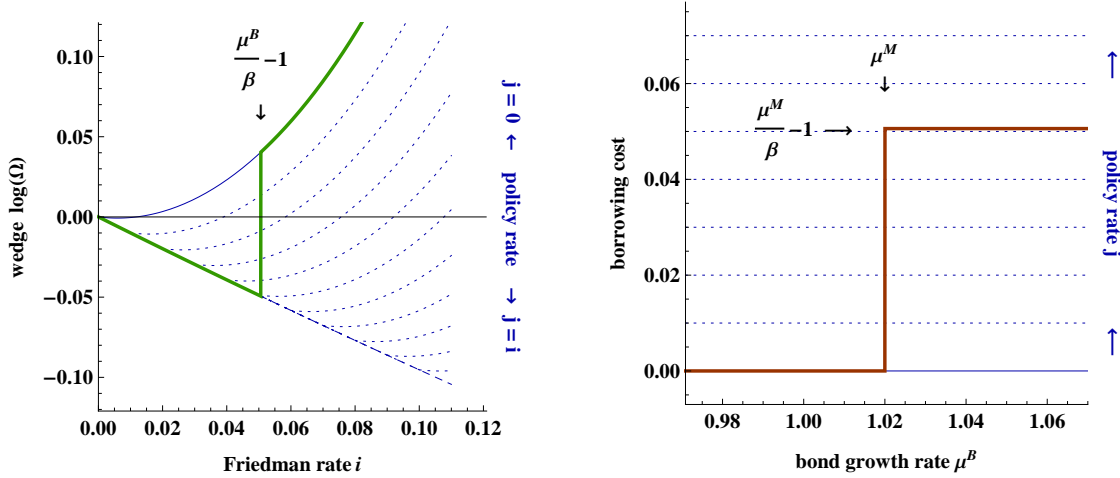 wedge log(Ω)
0.10
0.05
0.00
−0.05
−0.10
μ^B
β
−1
↓
j = 0 ← policy rate → j = i
0.00 0.02 0.04 0.06 0.08 0.10 0.12
Friedman rate i
borrowing cost
0.06
0.04
0.02
0.00
μ^M
↓
μ^M
β
−1 →
policy rate j
0.98 1.00 1.02 1.04 1.06
bond growth rate μ^B